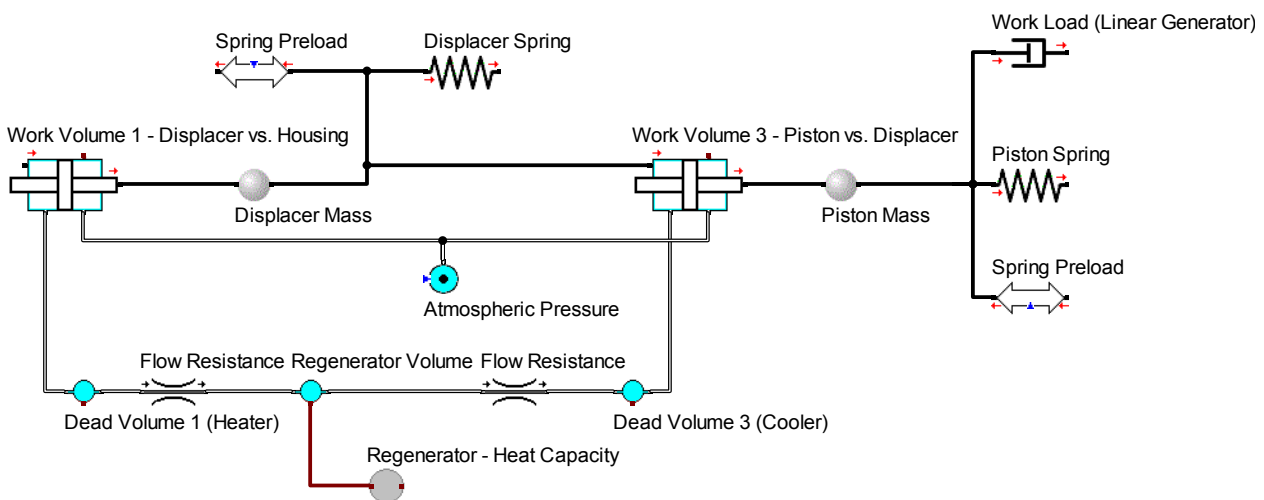 Work Load (Linear Generator)
Spring Preload
Displacer Spring
Work Volume 1 - Displacer vs. Housing
Work Volume 3 - Piston vs. Displacer
Piston Spring
Displacer Mass
Piston Mass
Spring Preload
Atmospheric Pressure
Flow Resistance
Regenerator Volume
Flow Resistance
Dead Volume 1 (Heater)
Dead Volume 3 (Cooler)
Regenerator - Heat Capacity